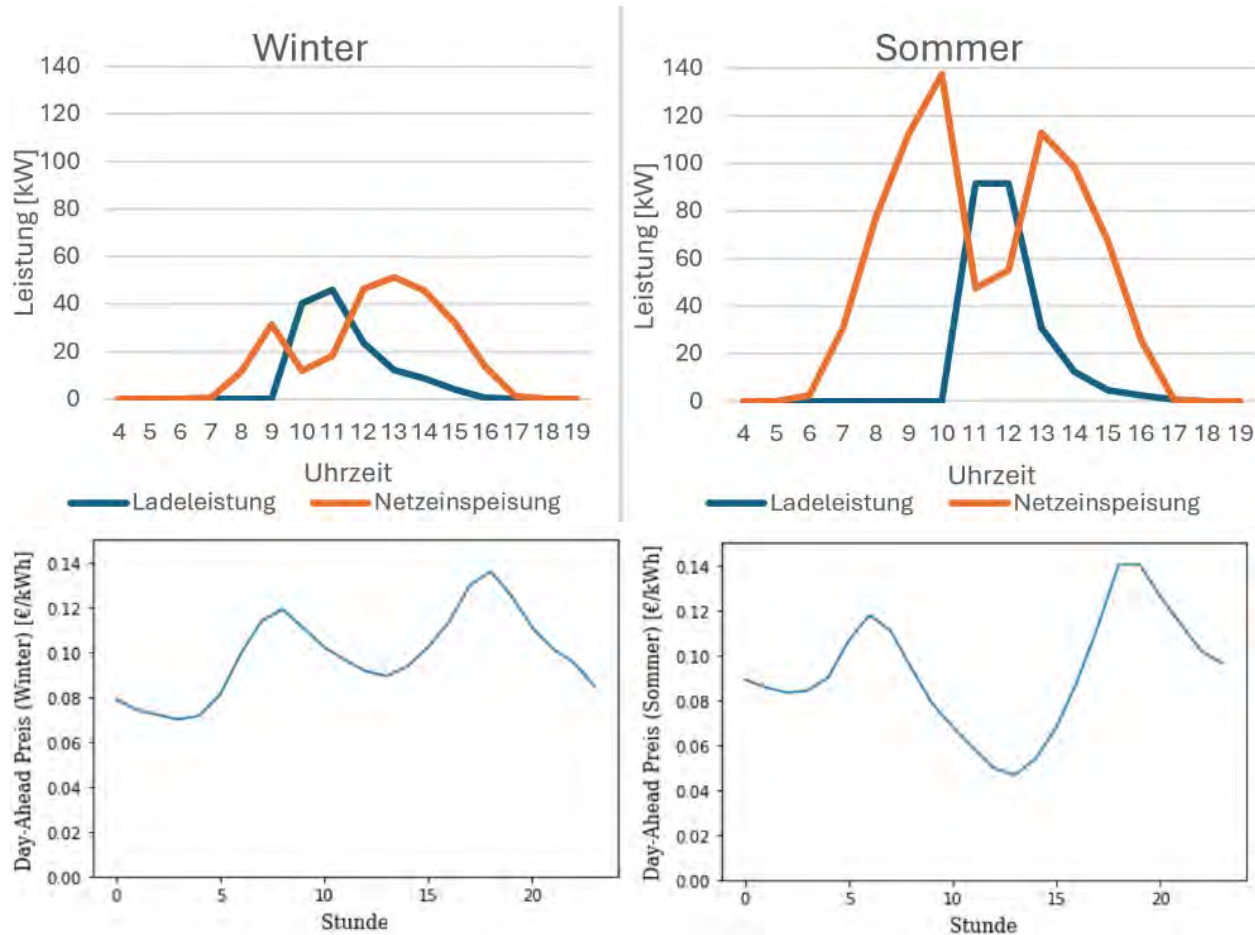 Winter
Leistung [kW]
140
120
100
80
60
40
20
0
4 5 6 7 8 9 10 11 12 13 14 15 16 17 18 19
Uhrzeit
Ladeleistung Netzeinspeisung
Sommer
Leistung [kW]
140
120
100
80
60
40
20
0
4 5 6 7 8 9 10 11 12 13 14 15 16 17 18 19
Uhrzeit
Ladeleistung Netzeinspeisung
Day-Ahead Preis (Winter) [€/kWh]
0.14
0.12
0.10
0.08
0.06
0.04
0.02
0.00
0 5 10 15 20
Stunde
Day-Ahead Preis (Sommer) [€/kWh]
0.14
0.12
0.10
0.08
0.06
0.04
0.02
0.00
0 5 10 15 20
Stunde